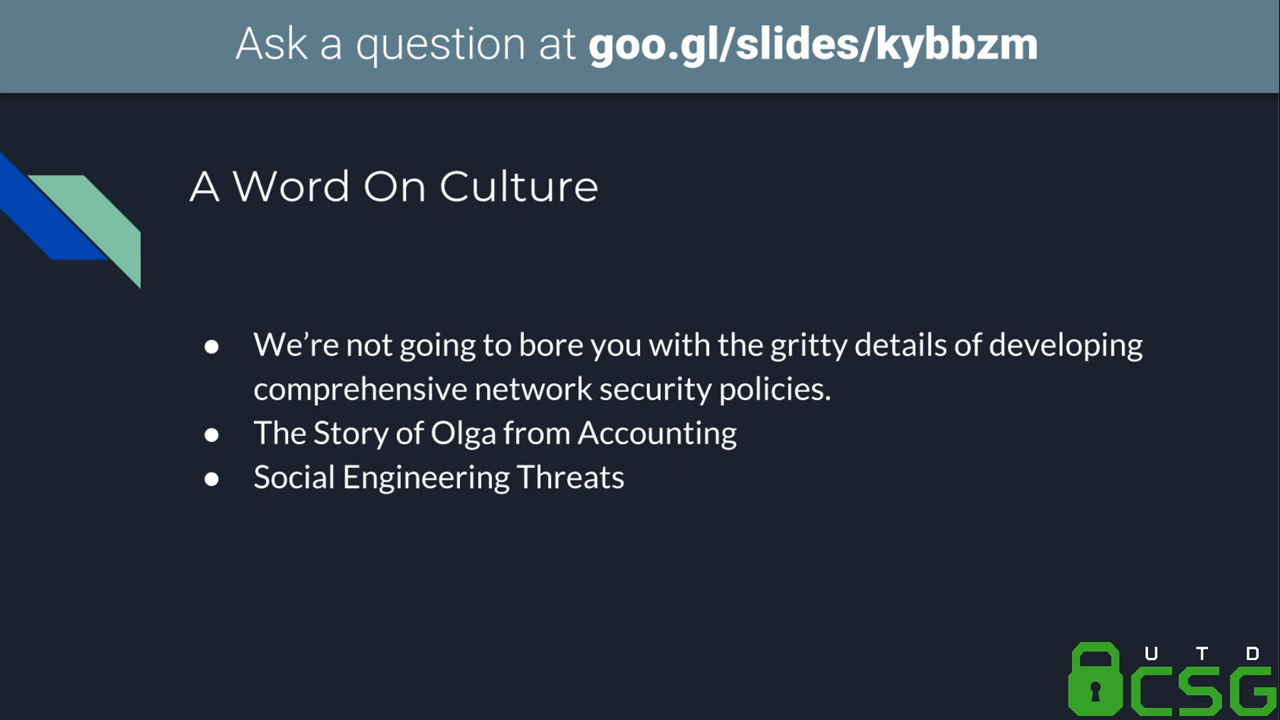 Ask a question at goo.gl/slides/kybbzm
A Word On Culture
● We’re not going to bore you with the gritty details of developing
comprehensive network security policies.
● The Story of Olga from Accounting
● Social Engineering Threats
U T D
CSG